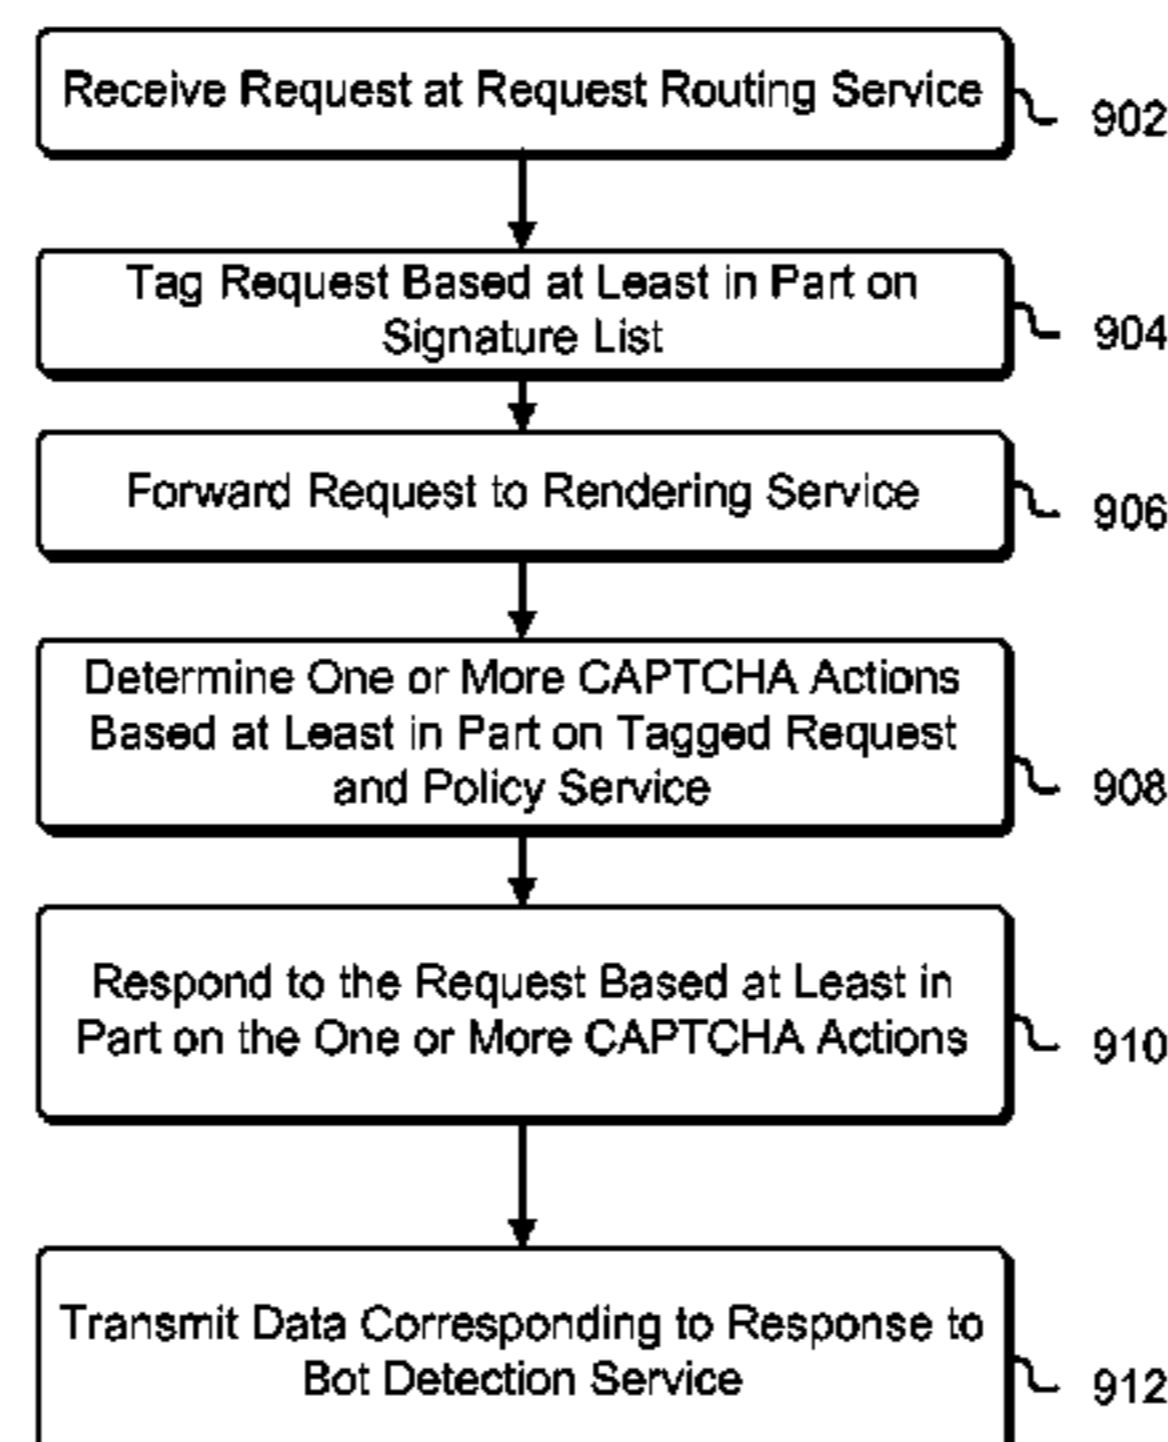 Receive Request at Request Routing Service
902
Tag Request Based at Least in Part on
Signature List
904
Forward Request to Rendering Service
906
Determine One or More CAPTCHA Actions
Based at Least in Part on Tagged Request
and Policy Service
908
Respond to the Request Based at Least in
Part on the One or More CAPTCHA Actions
910
Transmit Data Corresponding to Response to
Bot Detection Service
912